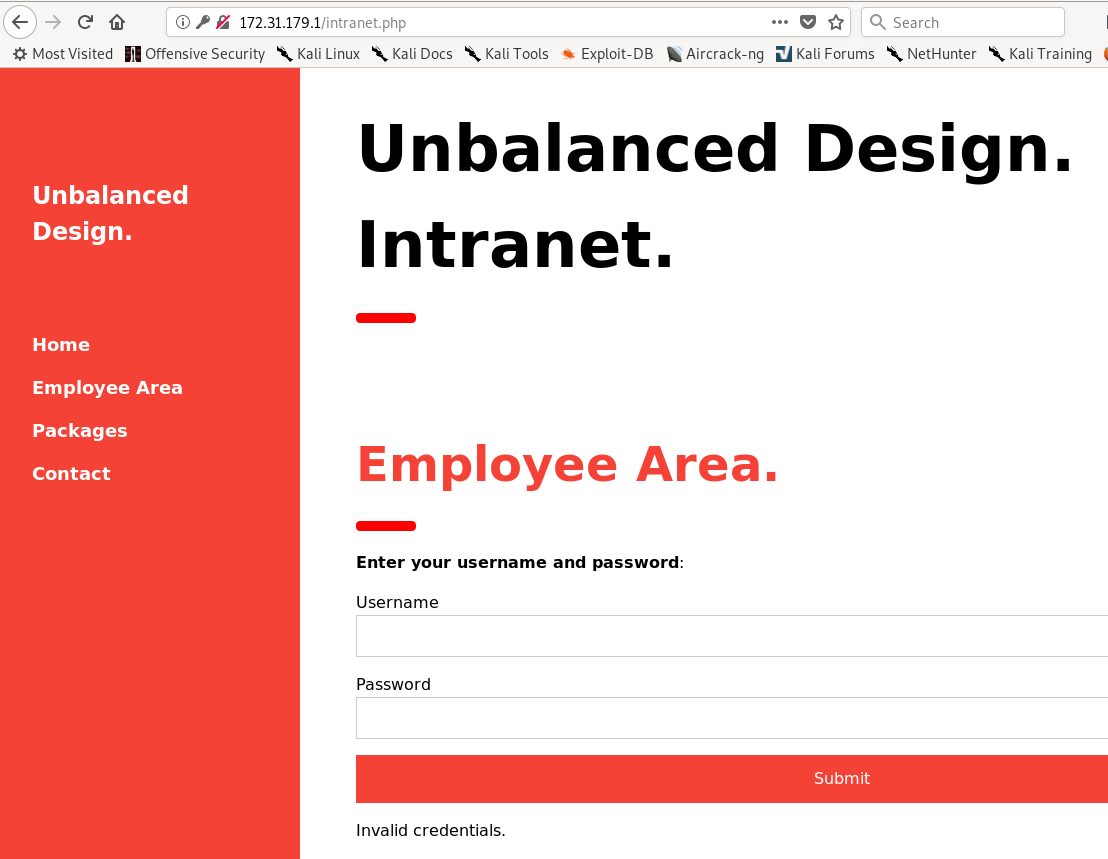 172.31.179.1/intranet.php
Search
Most Visited Offensive Security Kali Linux Kali Docs Kali Tools Exploit-DB Aircrack-ng Kali Forums NetHunter Kali Training
Unbalanced
Design.
Home
Employee Area
Packages
Contact
Unbalanced Design.
Intranet.
Employee Area.
Enter your username and password:
Username
Password
Submit
Invalid credentials.